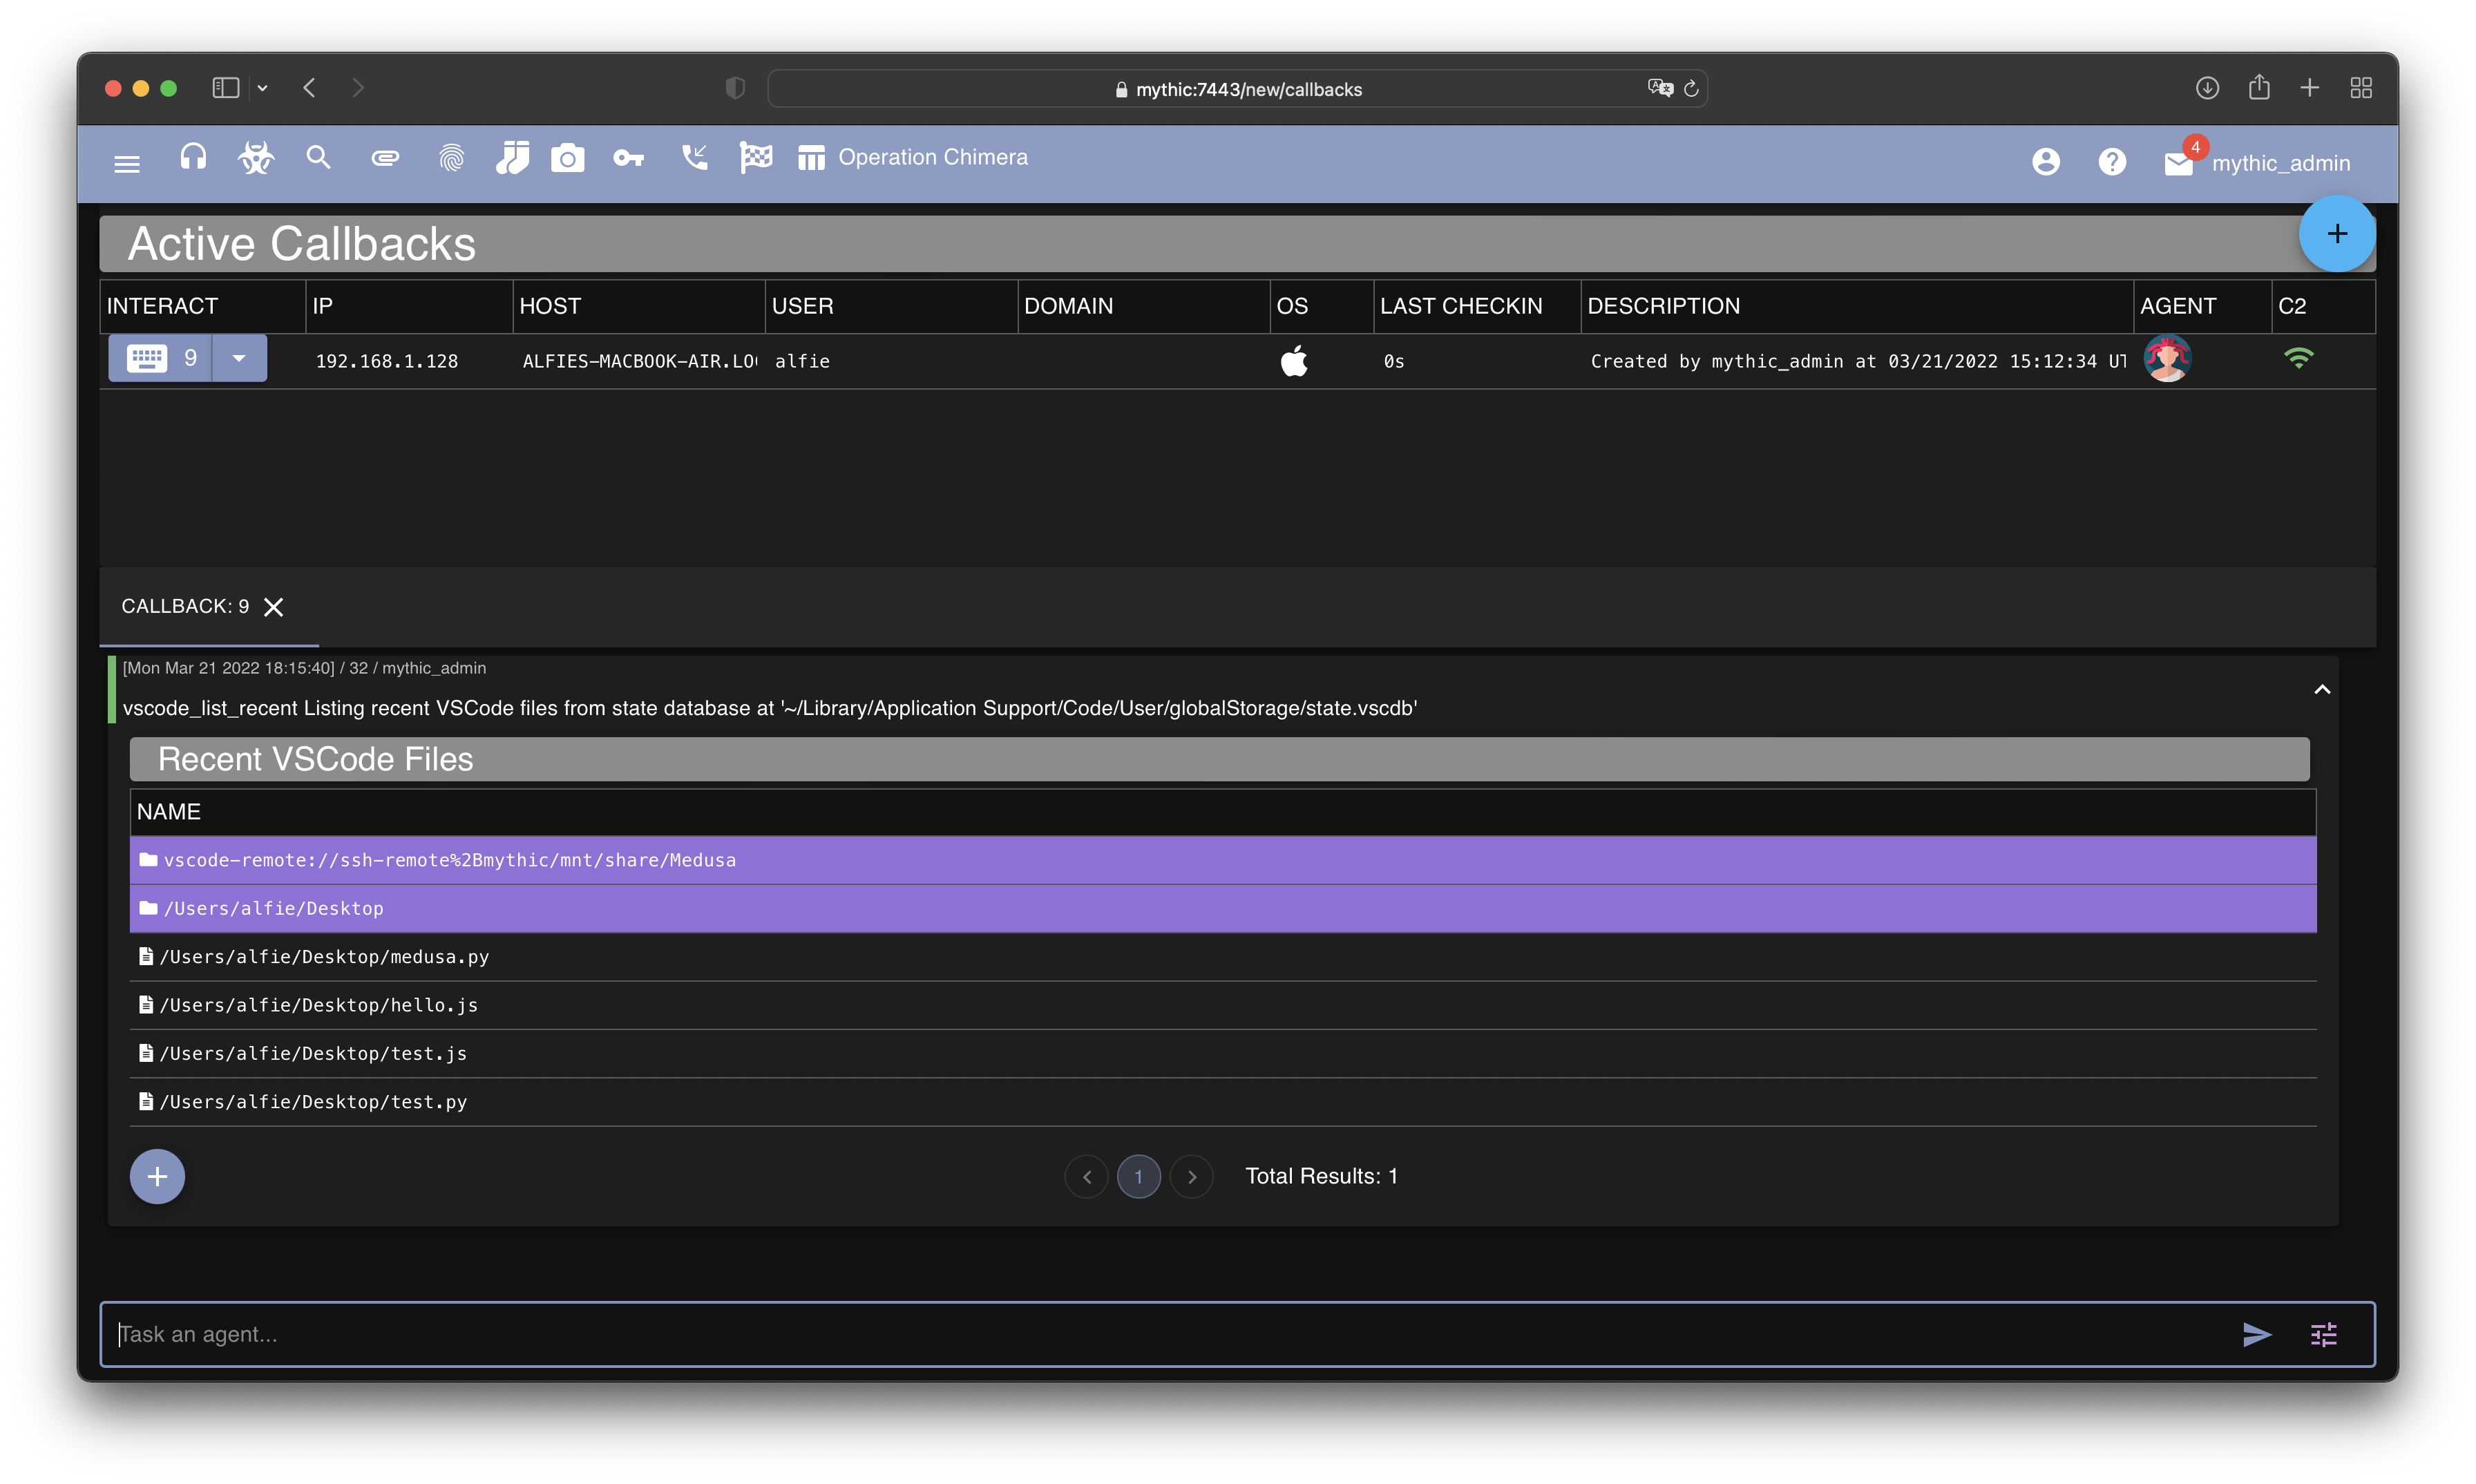 mythic:7443/new/callbacks
Operation Chimera
4
mythic_admin
Active Callbacks
INTERACT IP HOST USER DOMAIN OS LAST CHECKIN DESCRIPTION AGENT C2
9 192.168.1.128 ALFIES-MACBOOK-AIR.LO alfie 0s Created by mythic_admin at 03/21/2022 15:12:34 UT
CALLBACK: 9
[Mon Mar 21 2022 18:15:40] / 32 / mythic_admin
vscode_list_recent Listing recent VSCode files from state database at '~/Library/Application Support/Code/User/globalStorage/state.vscdb'
Recent VSCode Files
NAME
vscode-remote://ssh-remote%2Bmythic/mnt/share/Medusa
/Users/alfie/Desktop
/Users/alfie/Desktop/medusa.py
/Users/alfie/Desktop/hello.js
/Users/alfie/Desktop/test.js
/Users/alfie/Desktop/test.py
1 Total Results: 1
Task an agent...